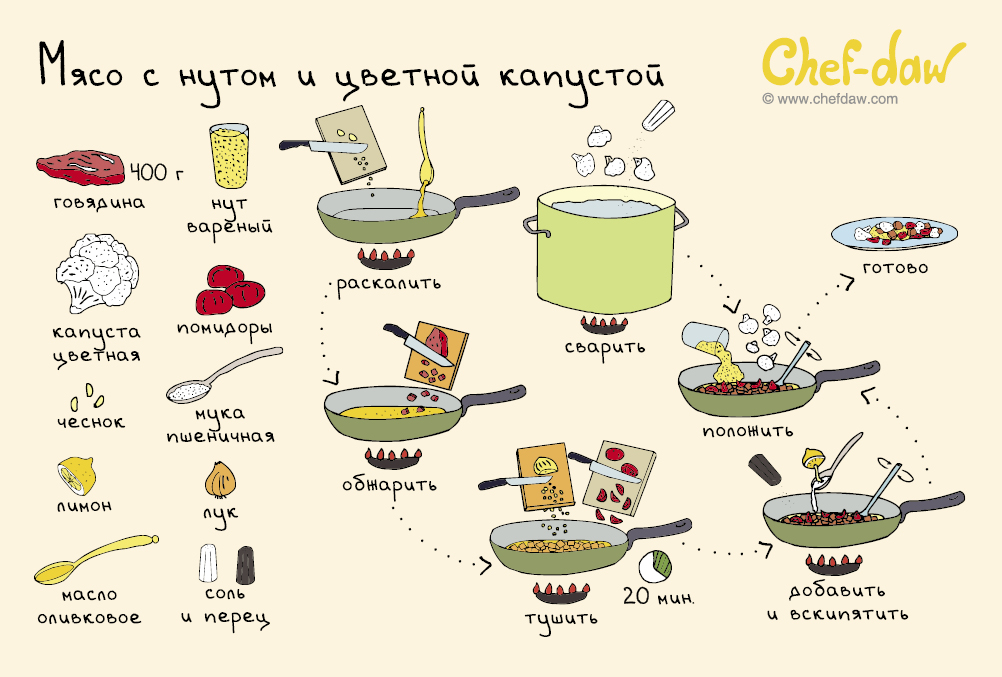 Мясо с нутом и цветной капустой
Chef-daw
© www.chefdaw.com
400 г
говядина
нут
вареный
капуста
цветная
помидоры
чеснок
мука
пшеничная
лимон
лук
масло
оливковое
соль
и перец
раскалить
обжарить
тушить
20 мин.
сварить
положить
добавить
и вскипятить
готово